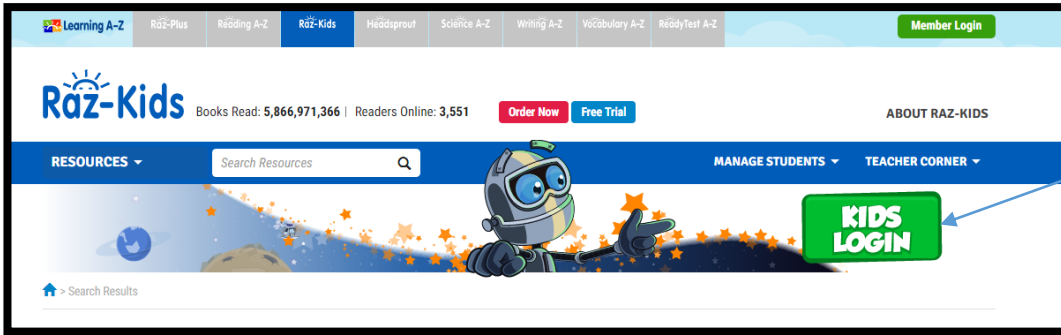 Learning A-Z Raz-Plus Reading A-Z Raz-Kids Headsprout Science A-Z Writing A-Z Vocabulary A-Z ReadyTest A-Z Member Login
Raz-Kids Books Read: 5,866,971,366 | Readers Online: 3,551 Order Now Free Trial ABOUT RAZ-KIDS
RESOURCES Search Resources MANAGE STUDENTS TEACHER CORNER
KIDS
LOGIN
> Search Results